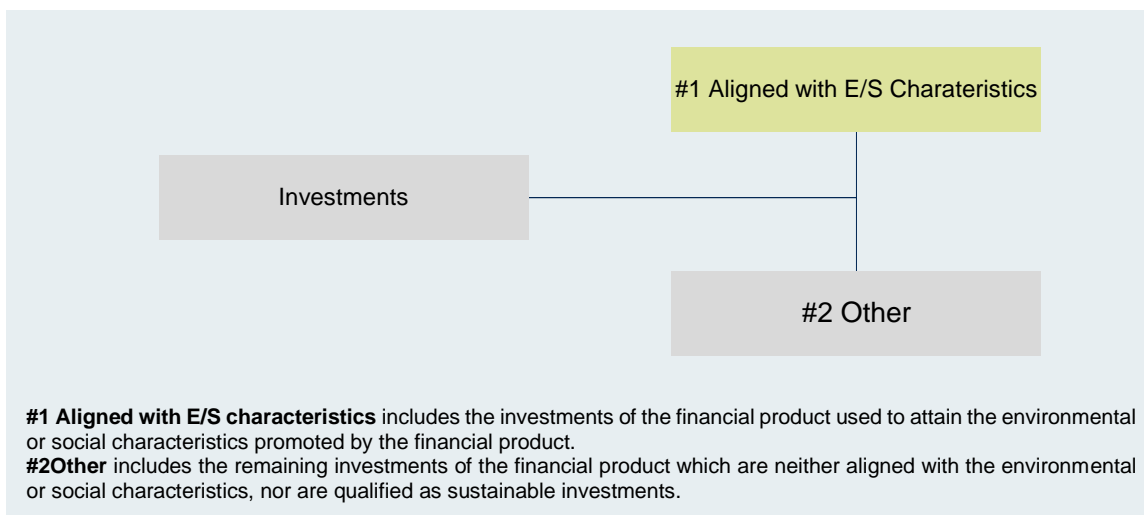 #1 Aligned with E/S Charateristics
Investments
#2 Other
#1 Aligned with E/S characteristics includes the investments of the financial product used to attain the environmental
or social characteristics promoted by the financial product.
#2Other includes the remaining investments of the financial product which are neither aligned with the environmental
or social characteristics, nor are qualified as sustainable investments.